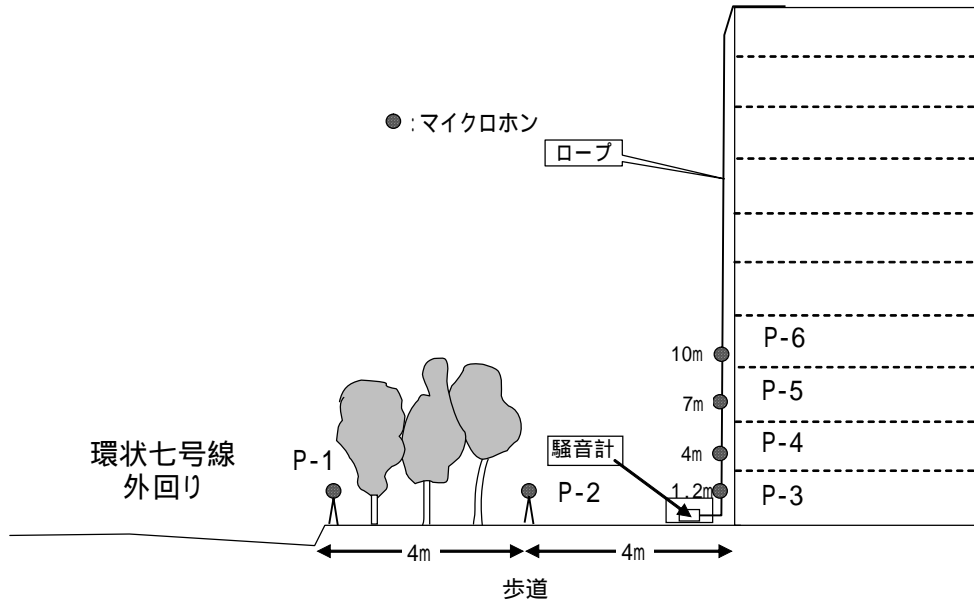 : マイクロホン
ロープ
P-6
10m
P-5
7m
P-4
4m
騒音計
P-3
1.2m
環状七号線
外回り
P-1
P-2
4m
4m
歩道